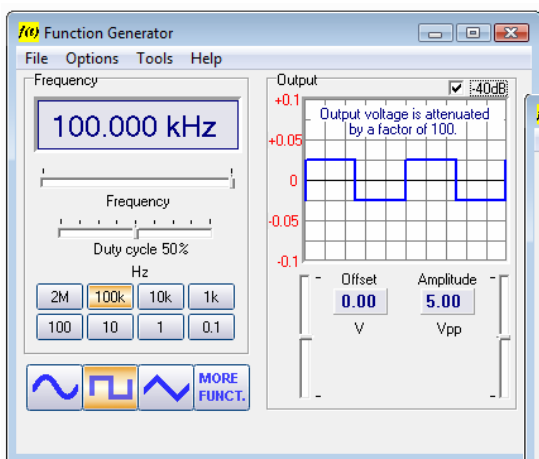 f(t) Function Generator
File Options Tools Help
Frequency
100.000 kHz
Frequency
Duty cycle 50%
Hz
2M 100k 10k 1k
100 10 1 0.1
MORE
FUNCT.
Output
-40dB
+0.1
Output voltage is attenuated
by a factor of 100.
+0.05
0
-0.05
-0.1
Offset Amplitude
0.00 5.00
V Vpp